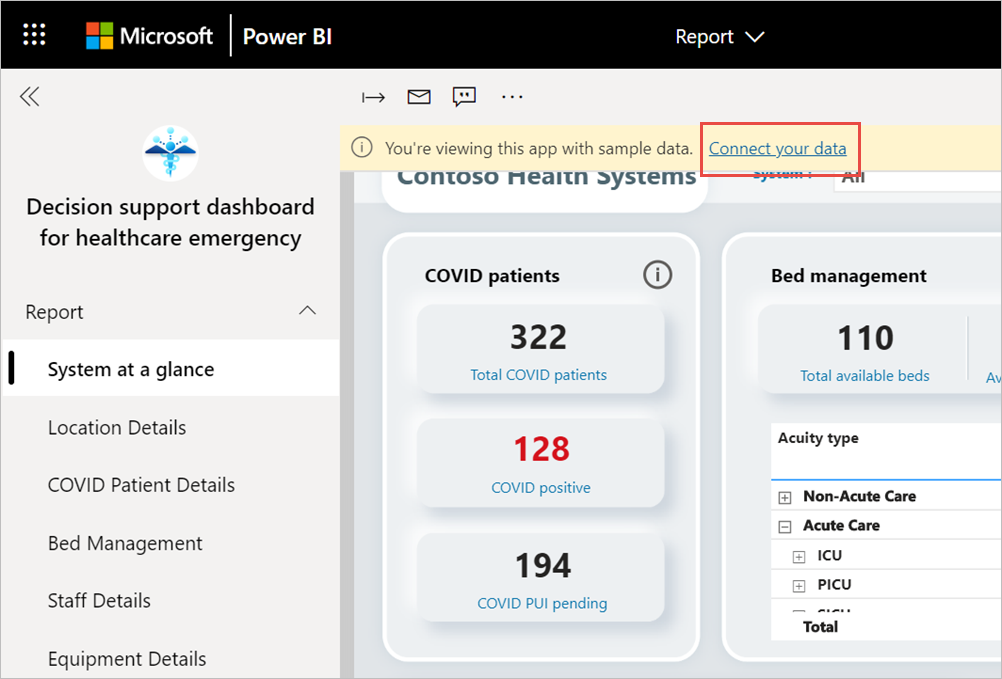 Microsoft Power BI
Report
You're viewing this app with sample data. Connect your data
Decision support dashboard
for healthcare emergency
Report
System at a glance
Location Details
COVID Patient Details
Bed Management
Staff Details
Equipment Details
Contoso Health Systems
System :
All
COVID patients
322
Total COVID patients
128
COVID positive
194
COVID PUI pending
Bed management
110
Total available beds
Av
Acuity type
Non-Acute Care
Acute Care
ICU
PICU
Total